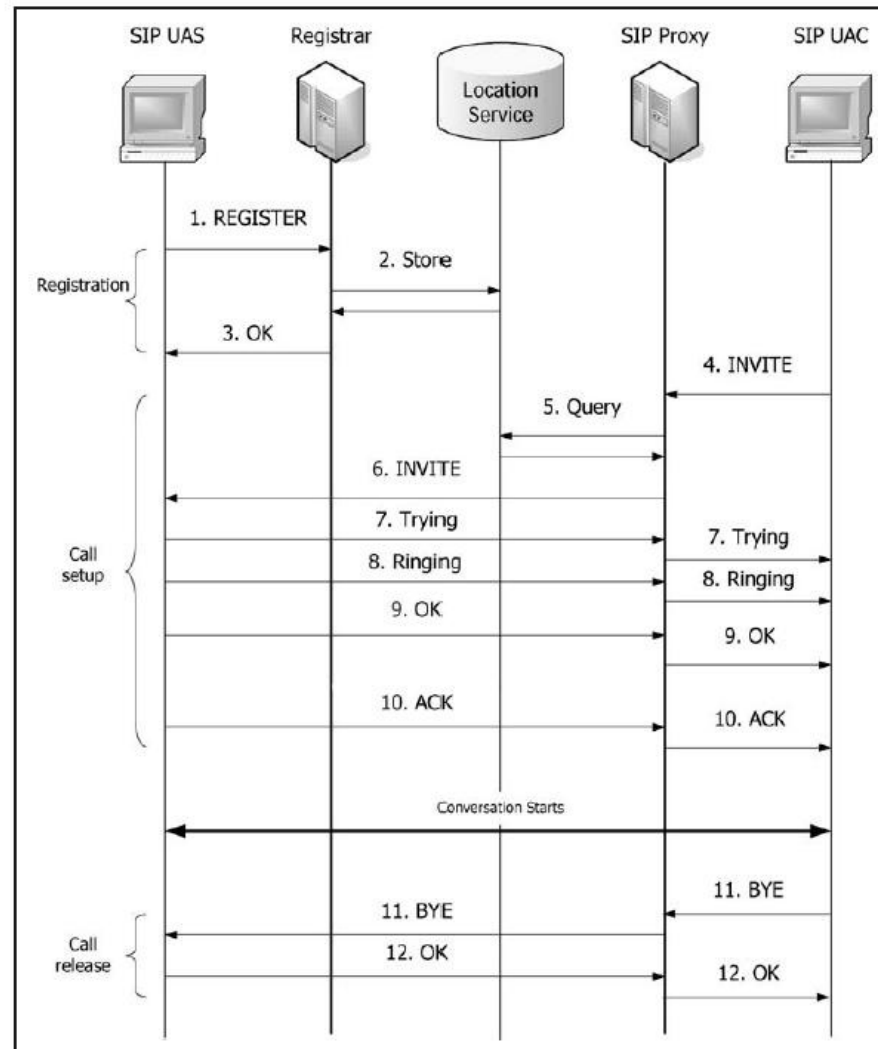 SIP UAS
Registrar
SIP Proxy
SIP UAC
Location
Service
1. REGISTER
2. Store
Registration
3. OK
4. INVITE
5. Query
6. INVITE
7. Trying
7. Trying
Call
setup
8. Ringing
8. Ringing
9. OK
9. OK
10. ACK
10. ACK
Conversation Starts
11. BYE
11. BYE
Call
release
12. OK
12. OK